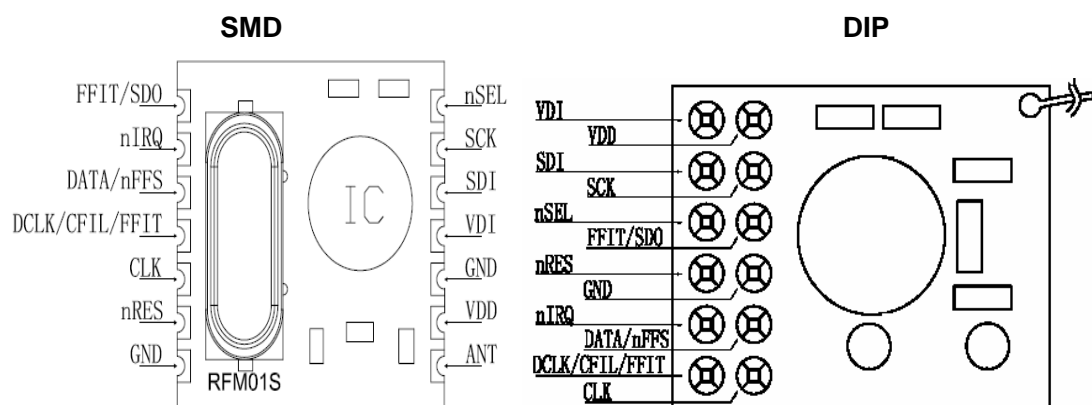 SMD
DIP
FFIT/SDO
nIRQ
DATA/nFFS
DCLK/CFIL/FFIT
CLK
nRES
GND
nSEL
SCK
SDI
VDI
GND
VDD
ANT
IC
RFM01S
VDI
VDD
SDI
SCK
nSEL
FFIT/SDO
nRES
GND
nIRQ
DATA/nFFS
DCLK/CFIL/FFIT
CLK